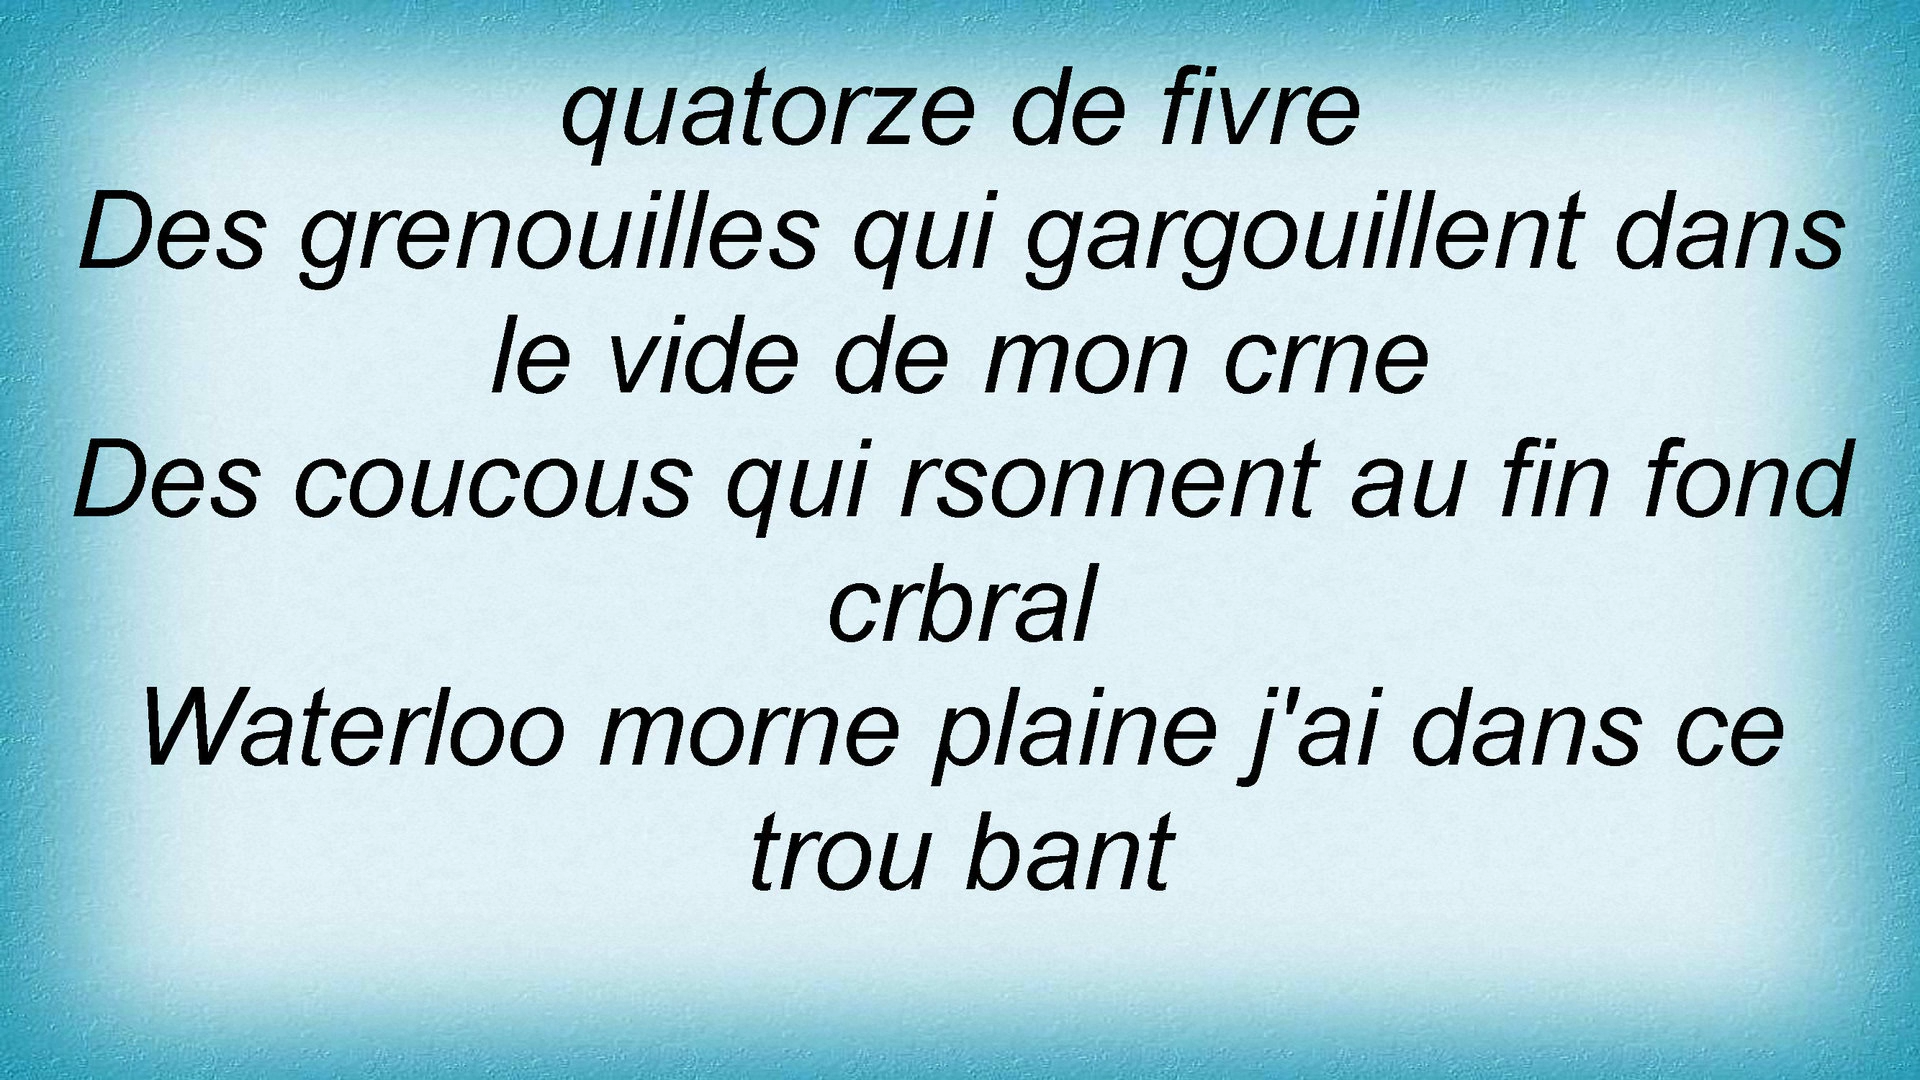 quatorze de fivre
Des grenouilles qui gargouillent dans
le vide de mon crne
Des coucous qui rsonnent au fin fond
crbral
Waterloo morne plaine j'ai dans ce
trou bant